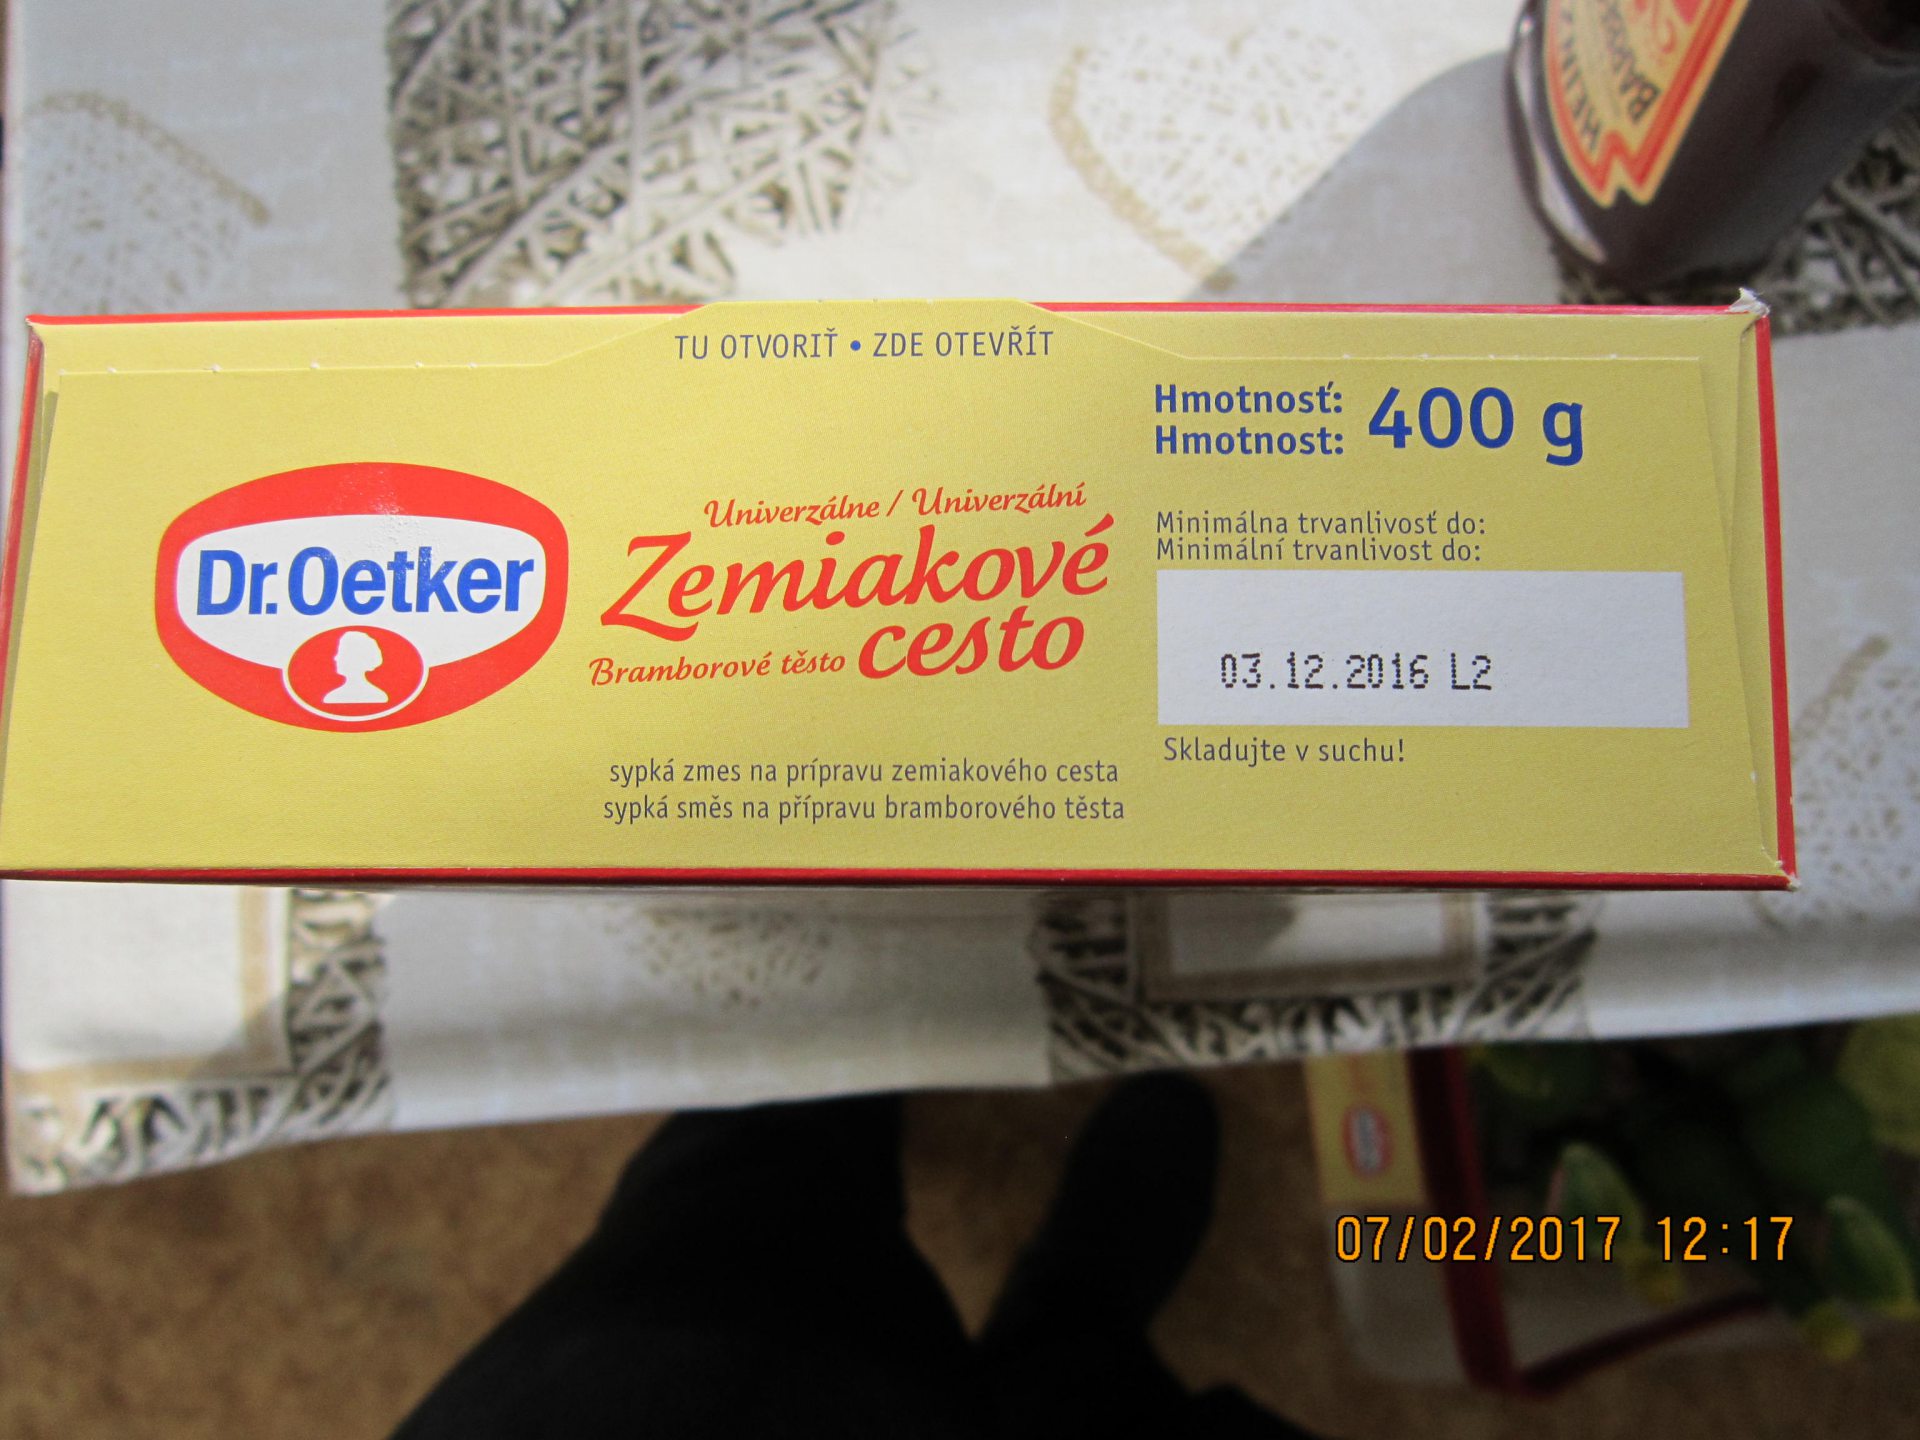 TU OTVORIŤ • ZDE OTEVŘÍT
Hmotnosť:
Hmotnost:
400 g
Dr. Oetker
Univerzálne / Univerzální
Zemiakové
cesto
Bramborové těsto
Minimálna trvanlivosť do:
Minimální trvanlivost do:
03.12.2016 L2
Skladujte v suchu!
sypká zmes na prípravu zemiakového cesta
sypká směs na přípravu bramborového těsta
07/02/2017 12:17